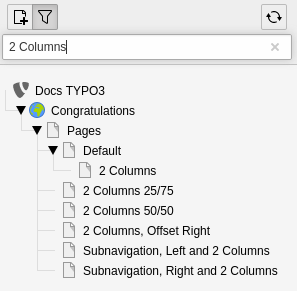 2 Columns
Docs TYPO3
Congratulations
Pages
Default
2 Columns
2 Columns 25/75
2 Columns 50/50
2 Columns, Offset Right
Subnavigation, Left and 2 Columns
Subnavigation, Right and 2 Columns